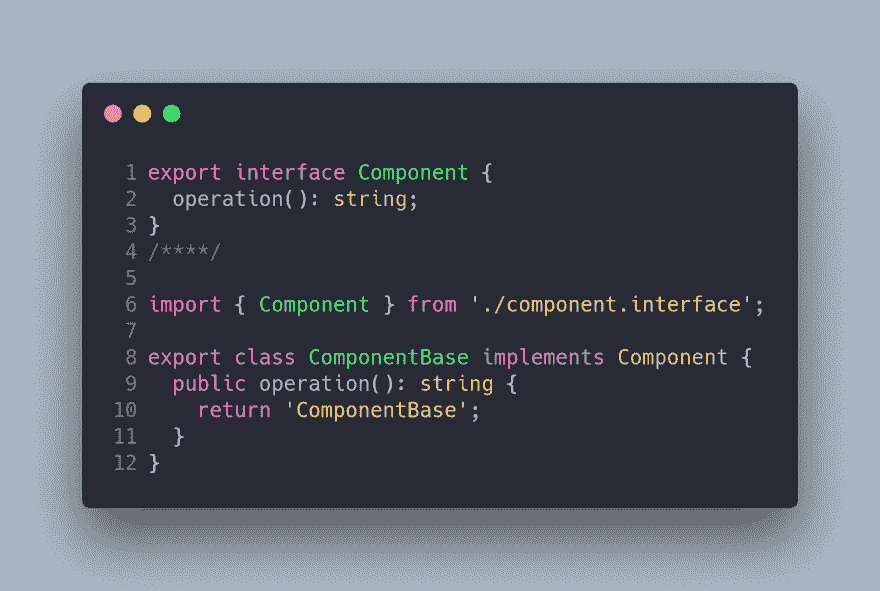 1 export interface Component {
2   operation(): string;
3 }
4 /****/
5
6 import { Component } from './component.interface';
7
8 export class ComponentBase implements Component {
9   public operation(): string {
10     return 'ComponentBase';
11   }
12 }